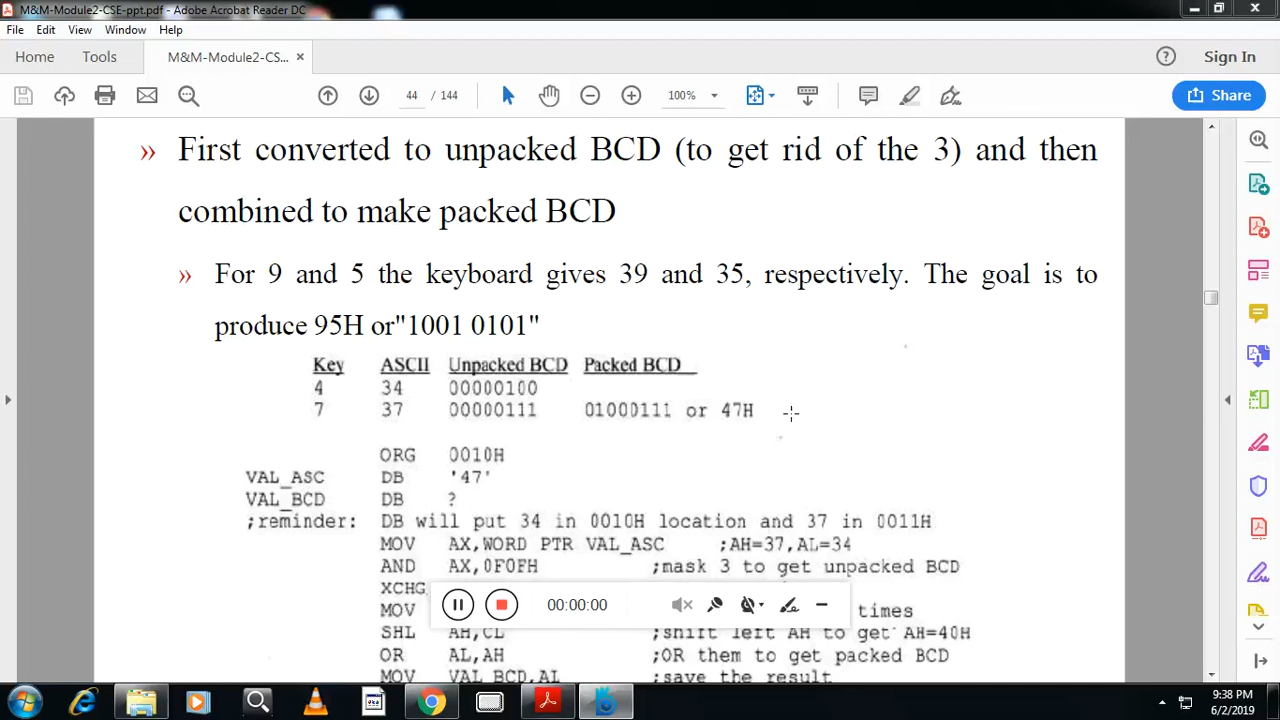 M&M-Module2-CSE-ppt.pdf - Adobe Acrobat Reader DC
File Edit View Window Help
Home Tools M&M-Module2-CS... × Sign In
44 / 144 100% Share
›› First converted to unpacked BCD (to get rid of the 3) and then
combined to make packed BCD
›› For 9 and 5 the keyboard gives 39 and 35, respectively. The goal is to
produce 95H or"1001 0101"
Key ASCII Unpacked BCD Packed BCD
4 34 00000100
7 37 00000111 01000111 or 47H
ORG 0010H
VAL_ASC DB '47'
VAL_BCD DB ?
;reminder: DB will put 34 in 0010H location and 37 in 0011H
MOV AX,WORD PTR VAL_ASC ;AH=37,AL=34
AND AX,0F0FH ;mask 3 to get unpacked BCD
XCHG
00:00:00
MOV times
SHL AH,CL ;shift left AH to get AH=40H
OR AL,AH ;OR them to get packed BCD
MOV VAL_BCD,AL ;save the result
9:38 PM
6/2/2019